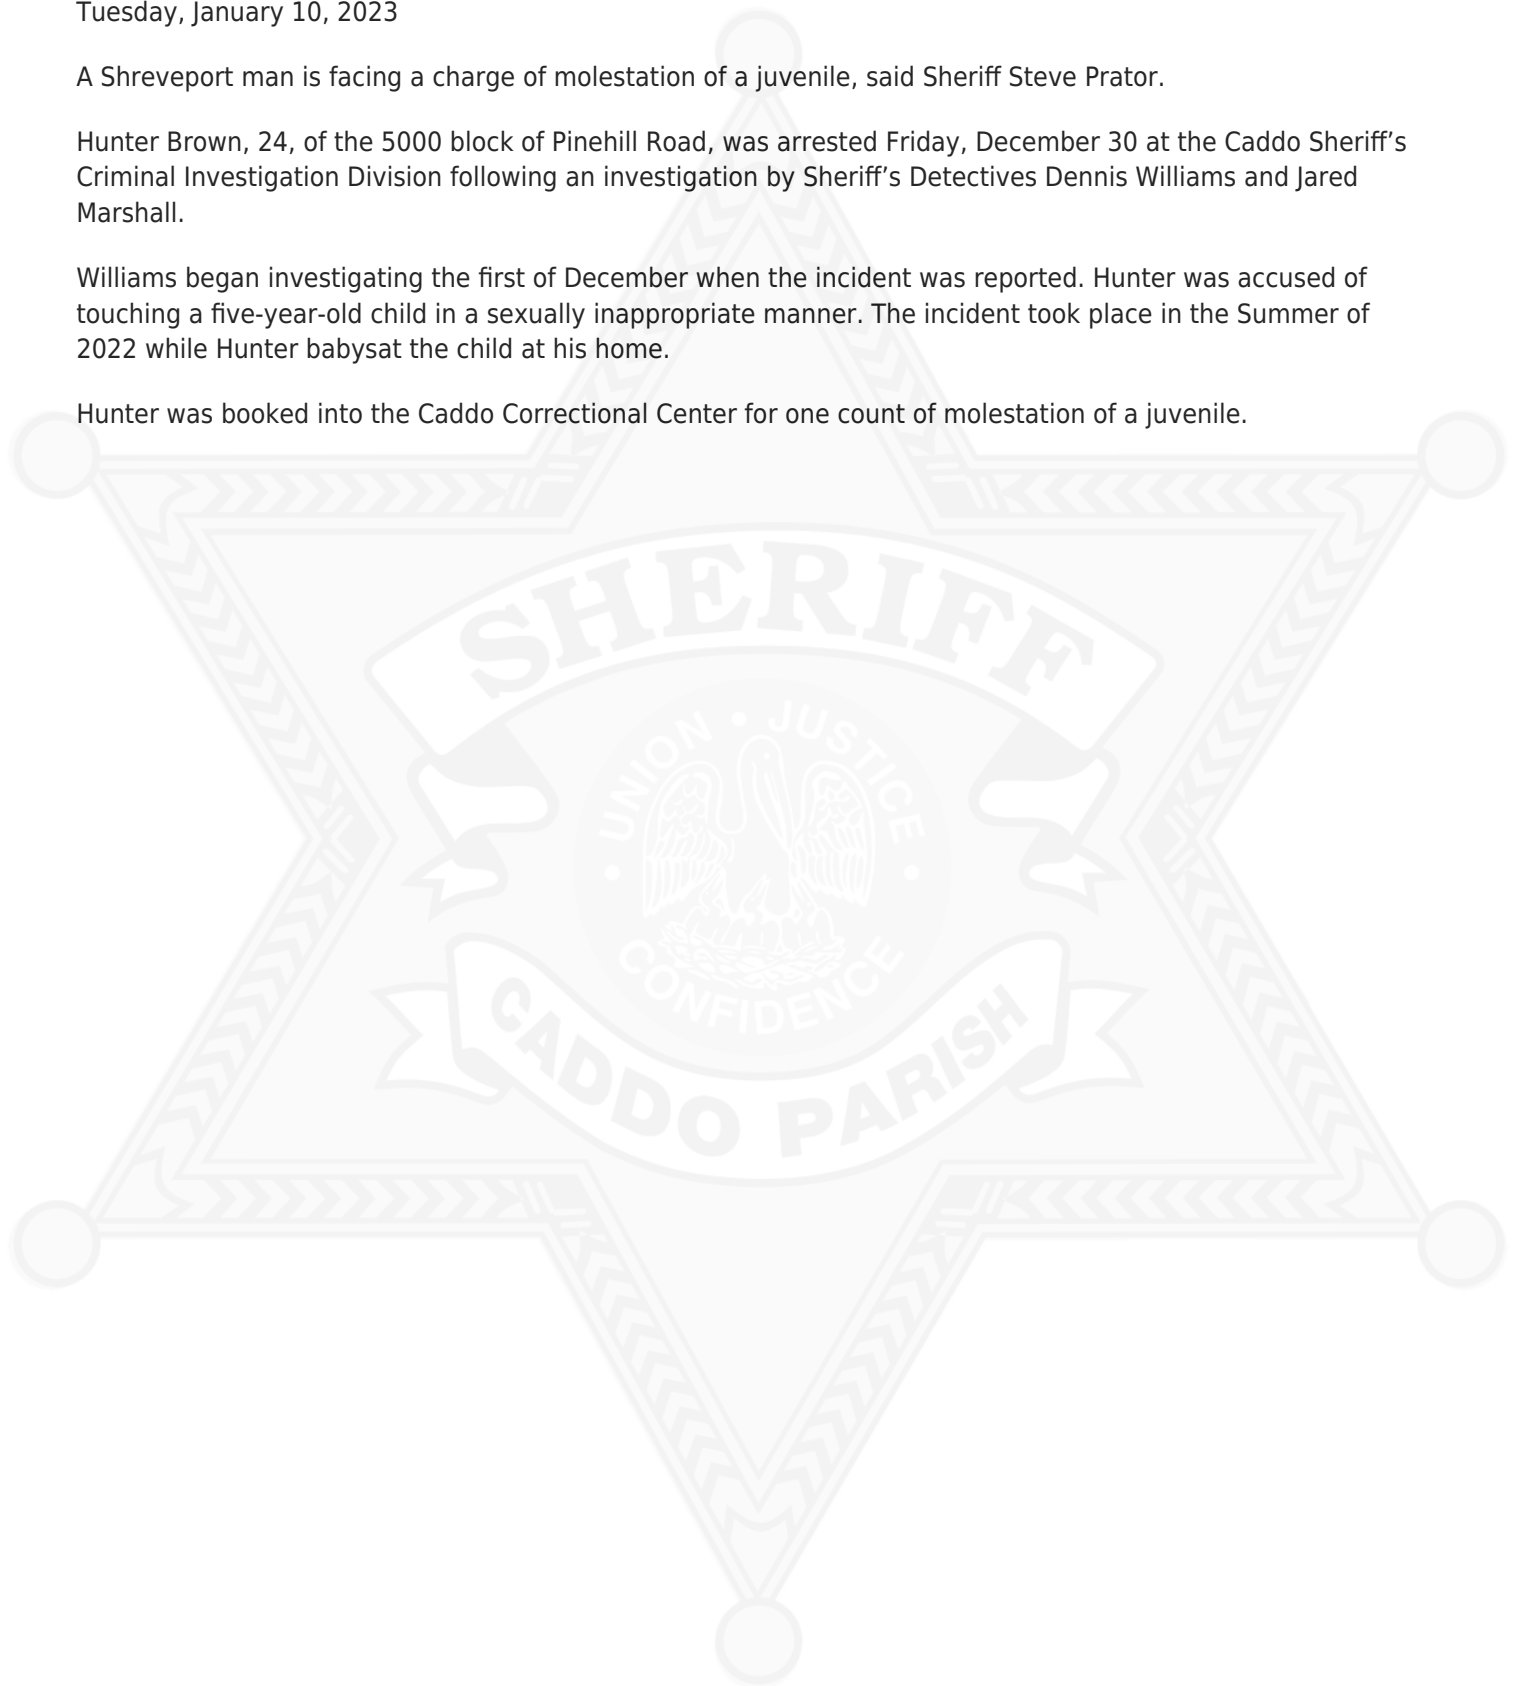 Tuesday, January 10, 2023
A Shreveport man is facing a charge of molestation of a juvenile, said Sheriff Steve Prator.
Hunter Brown, 24, of the 5000 block of Pinehill Road, was arrested Friday, December 30 at the Caddo Sheriff’s
Criminal Investigation Division following an investigation by Sheriff’s Detectives Dennis Williams and Jared
Marshall.
Williams began investigating the first of December when the incident was reported. Hunter was accused of
touching a five-year-old child in a sexually inappropriate manner. The incident took place in the Summer of
2022 while Hunter babysat the child at his home.
Hunter was booked into the Caddo Correctional Center for one count of molestation of a juvenile.
SHERIFF
UNION • JUSTICE •
• CONFIDENCE
CADDO PARISH